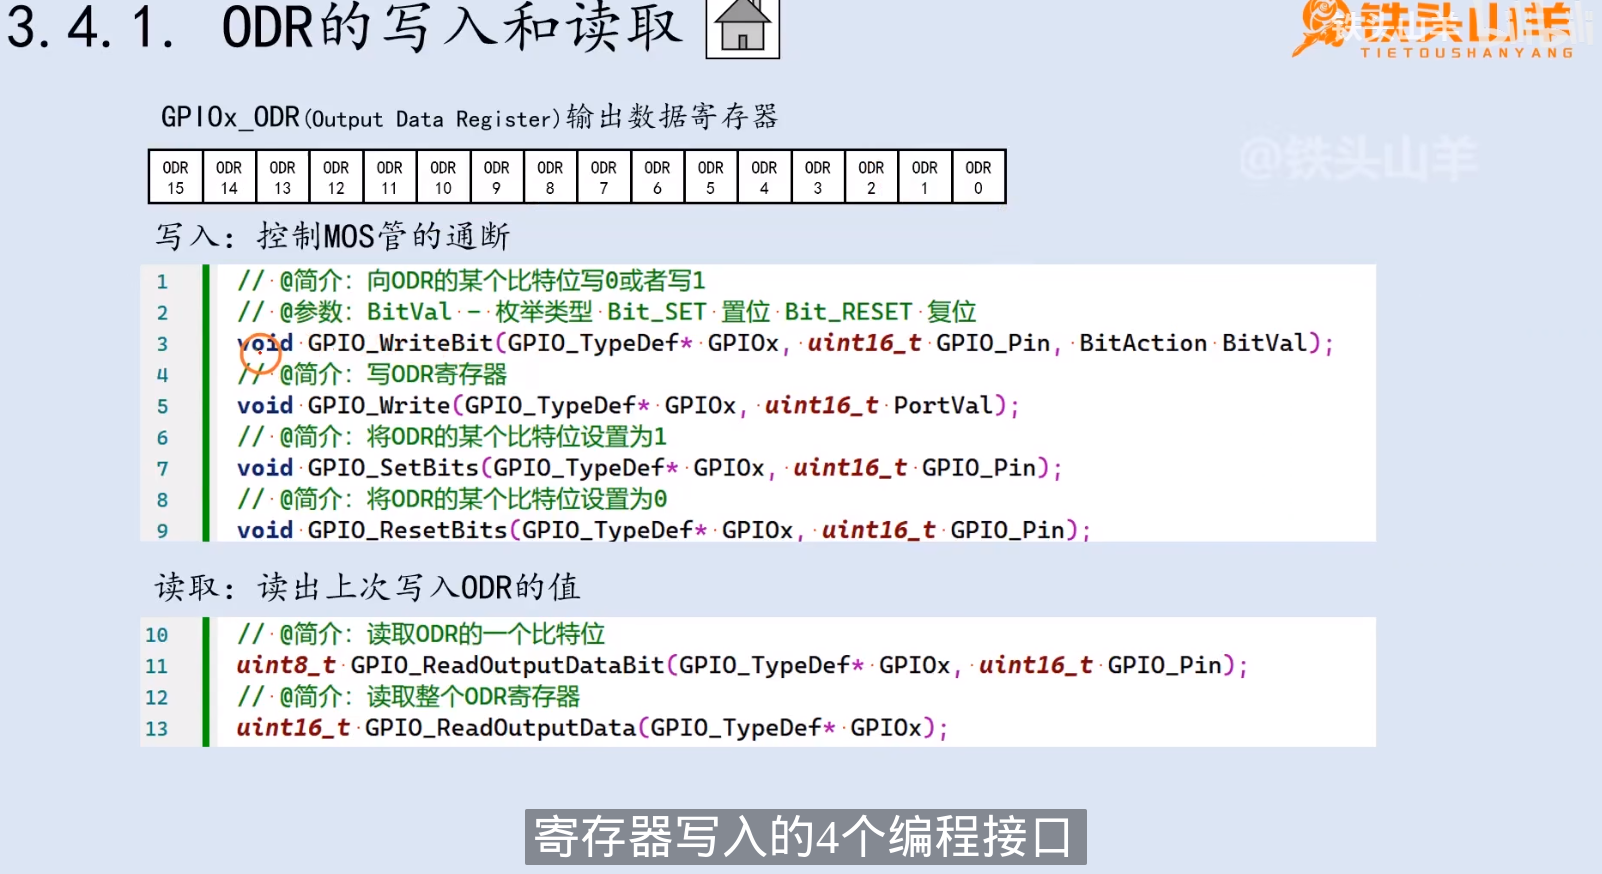 3.4.1. ODR的写入和读取
铁头山羊
TIETOUSHANYANG
GPIOx_ODR(Output Data Register)输出数据寄存器
@铁头山羊
ODR 15 ODR 14 ODR 13 ODR 12 ODR 11 ODR 10 ODR 9 ODR 8 ODR 7 ODR 6 ODR 5 ODR 4 ODR 3 ODR 2 ODR 1 ODR 0
写入：控制MOS管的通断
1 // @简介：向ODR的某个比特位写0或者写1
2 // @参数：BitVal - 枚举类型 Bit_SET 置位 Bit_RESET 复位
3 void GPIO_WriteBit(GPIO_TypeDef* GPIOx, uint16_t GPIO_Pin, BitAction BitVal);
4 // @简介：写ODR寄存器
5 void GPIO_Write(GPIO_TypeDef* GPIOx, uint16_t PortVal);
6 // @简介：将ODR的某个比特位设置为1
7 void GPIO_SetBits(GPIO_TypeDef* GPIOx, uint16_t GPIO_Pin);
8 // @简介：将ODR的某个比特位设置为0
9 void GPIO_ResetBits(GPIO_TypeDef* GPIOx, uint16_t GPIO_Pin);
读取：读出上次写入ODR的值
10 // @简介：读取ODR的一个比特位
11 uint8_t GPIO_ReadOutputDataBit(GPIO_TypeDef* GPIOx, uint16_t GPIO_Pin);
12 // @简介：读取整个ODR寄存器
13 uint16_t GPIO_ReadOutputData(GPIO_TypeDef* GPIOx);
寄存器写入的4个编程接口